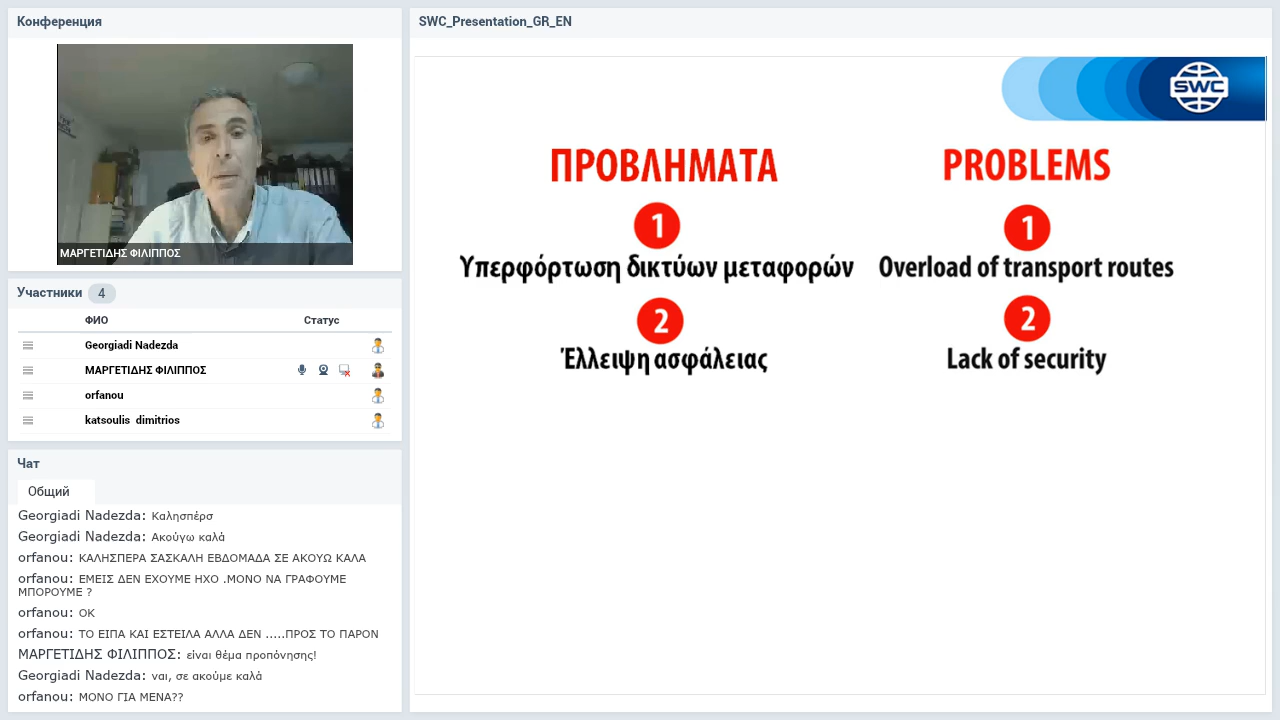 Конференция
ΜΑΡΓΕΤΙΔΗΣ ΦΙΛΙΠΠΟΣ
Участники 4
ФИО Статус
Georgiadi Nadezda
ΜΑΡΓΕΤΙΔΗΣ ΦΙΛΙΠΠΟΣ
orfanou
katsoulis dimitrios
Чат
Общий
Georgiadi Nadezda: Καλησπέρσ
Georgiadi Nadezda: Ακούγω καλά
orfanou: ΚΑΛΗΣΠΕΡΑ ΣΑΣΚΑΛΗ ΕΒΔΟΜΑΔΑ ΣΕ ΑΚΟΥΩ ΚΑΛΑ
orfanou: ΕΜΕΙΣ ΔΕΝ ΕΧΟΥΜΕ ΗΧΟ .ΜΟΝΟ ΝΑ ΓΡΑΦΟΥΜΕ
ΜΠΟΡΟΥΜΕ ?
orfanou: ΟΚ
orfanou: ΤΟ ΕΙΠΑ ΚΑΙ ΕΣΤΕΙΛΑ ΑΛΛΑ ΔΕΝ .....ΠΡΟΣ ΤΟ ΠΑΡΟΝ
ΜΑΡΓΕΤΙΔΗΣ ΦΙΛΙΠΠΟΣ: είναι θέμα προπόνησης!
Georgiadi Nadezda: ναι, σε ακούμε καλά
orfanou: ΜΟΝΟ ΓΙΑ ΜΕΝΑ??
SWC_Presentation_GR_EN
SWC
ΠΡΟΒΛΗΜΑΤΑ
1
Υπερφόρτωση δικτύων μεταφορών
2
Έλλειψη ασφάλειας
PROBLEMS
1
Overload of transport routes
2
Lack of security